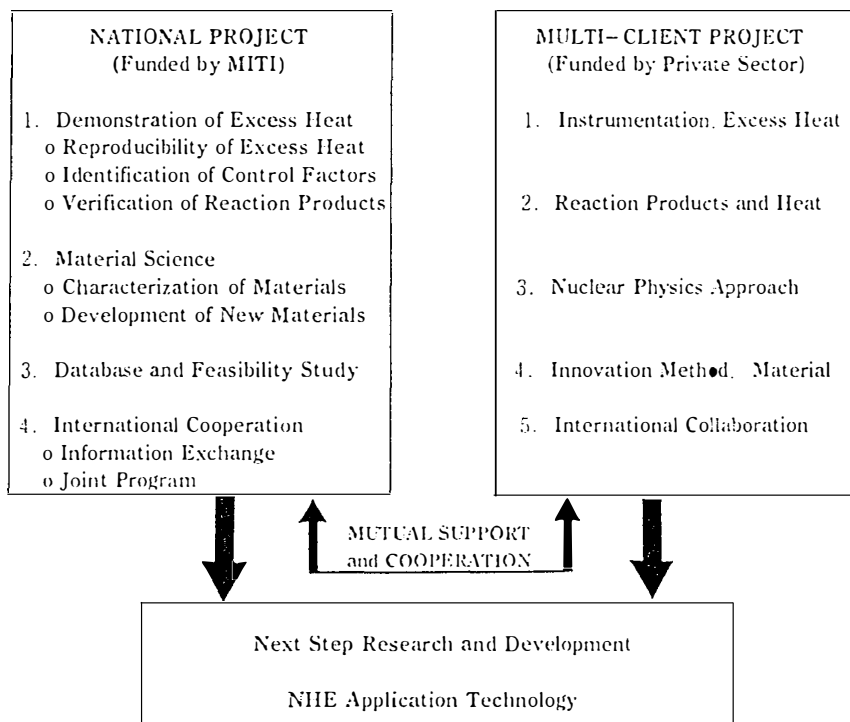 NATIONAL PROJECT
(Funded by MITI)
1. Demonstration of Excess Heat
o Reproducibility of Excess Heat
o Identification of Control Factors
o Verification of Reaction Products
2. Material Science
o Characterization of Materials
o Development of New Materials
3. Database and Feasibility Study
4. International Cooperation
o Information Exchange
o Joint Program
MULTI-CLIENT PROJECT
(Funded by Private Sector)
1. Instrumentation. Excess Heat
2. Reaction Products and Heat
3. Nuclear Physics Approach
4. Innovation Method. Material
5. International Collaboration
MUTUAL SUPPORT
and COOPERATION
Next Step Research and Development
NHE Application Technology